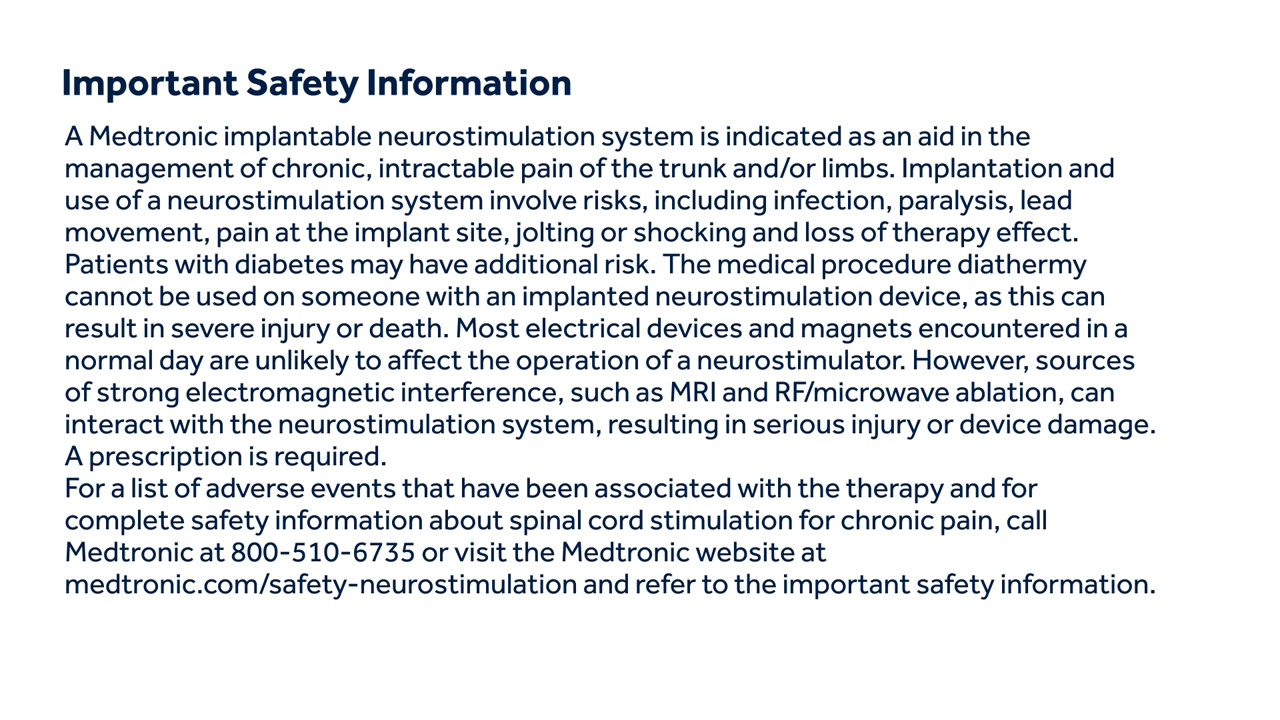 Important Safety Information
A Medtronic implantable neurostimulation system is indicated as an aid in the
management of chronic, intractable pain of the trunk and/or limbs. Implantation and
use of a neurostimulation system involve risks, including infection, paralysis, lead
movement, pain at the implant site, jolting or shocking and loss of therapy effect.
Patients with diabetes may have additional risk. The medical procedure diathermy
cannot be used on someone with an implanted neurostimulation device, as this can
result in severe injury or death. Most electrical devices and magnets encountered in a
normal day are unlikely to affect the operation of a neurostimulator. However, sources
of strong electromagnetic interference, such as MRI and RF/microwave ablation, can
interact with the neurostimulation system, resulting in serious injury or device damage.
A prescription is required.
For a list of adverse events that have been associated with the therapy and for
complete safety information about spinal cord stimulation for chronic pain, call
Medtronic at 800-510-6735 or visit the Medtronic website at
medtronic.com/safety-neurostimulation and refer to the important safety information.